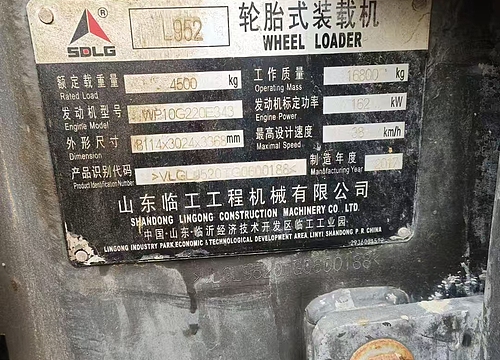 SDLG ® L952 轮胎式装载机
WHEEL LOADER
额定载重量 4500 kg 工作质量 16800 kg
Rated Load Operating Mass
发动机型号 WP10G220E343 发动机标定功率 162 kW
Engine Model Engine Power
外形尺寸 8114x3024x3368 mm 最高设计速度 38 km/h
Dimension Maximal Speed
产品识别代码 制造年度
Product Identification Number Manufacturing Year
山东临工工程机械有限公司
SHANDONG LINGONG CONSTRUCTION MACHINERY CO., LTD.
中国·山东·临沂经济技术开发区临工工业园
LINGONG INDUSTRY PARK.ECONOMIC & TECHNOLOGICAL DEVELOPMENT AREA LINYI SHANDONG P R CHINA